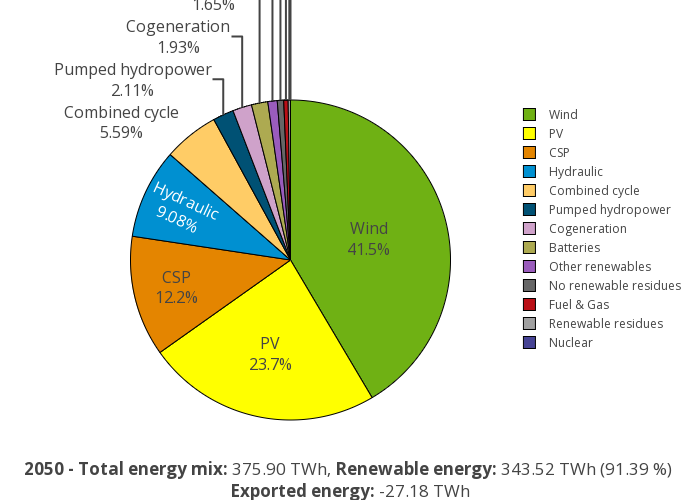 1.65%
Cogeneration
1.93%
Pumped hydropower
2.11%
Combined cycle
5.59%
Hydraulic
9.08%
CSP
12.2%
PV
23.7%
Wind
41.5%
Wind
PV
CSP
Hydraulic
Combined cycle
Pumped hydropower
Cogeneration
Batteries
Other renewables
No renewable residues
Fuel & Gas
Renewable residues
Nuclear
2050 - Total energy mix: 375.90 TWh, Renewable energy: 343.52 TWh (91.39 %)
Exported energy: -27.18 TWh